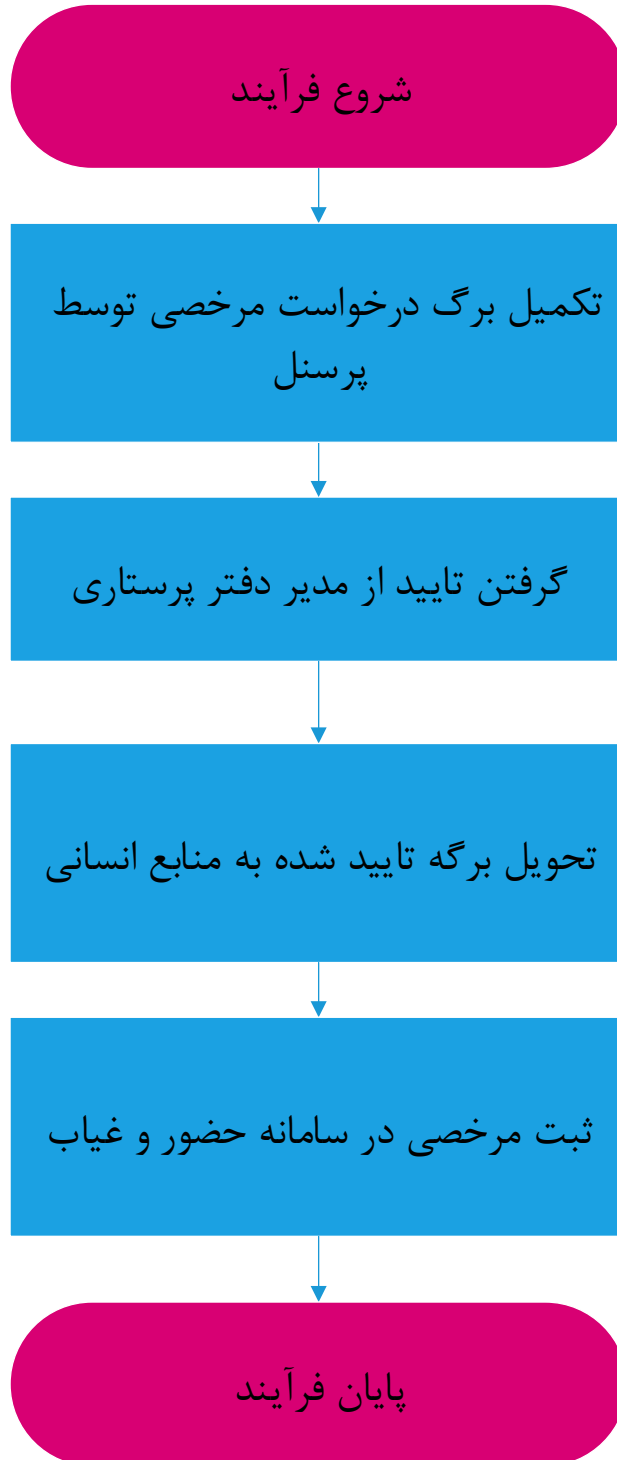 شروع فرآیند
تکمیل برگ درخواست مرخصی توسط
پرسنل
گرفتن تایید از مدیر دفتر پرستاری
تحویل برگه تایید شده به منابع انسانی
ثبت مرخصی در سامانه حضور و غیاب
پایان فرآیند